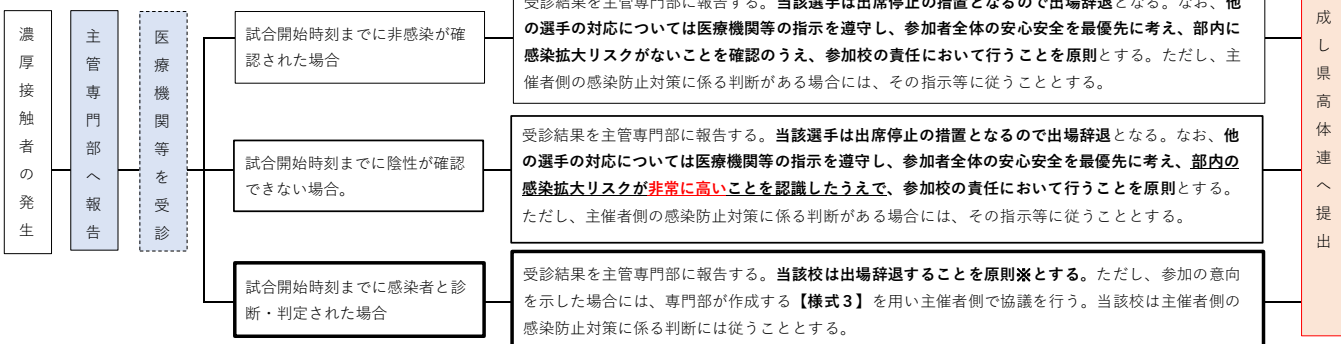 濃厚接触者の発生
主管専門部へ報告
医療機関等を受診
試合開始時刻までに非感染が確
認された場合
受診結果を主管専門部に報告する。当該選手は出席停止の措置となるので出場辞退となる。なお、他
の選手の対応については医療機関等の指示を遵守し、参加者全体の安心安全を最優先に考え、部内に
感染拡大リスクがないことを確認のうえ、参加校の責任において行うことを原則とする。ただし、主
催者側の感染防止対策に係る判断がある場合には、その指示等に従うこととする。
試合開始時刻までに陰性が確認
できない場合。
受診結果を主管専門部に報告する。当該選手は出席停止の措置となるので出場辞退となる。なお、他
の選手の対応については医療機関等の指示を遵守し、参加者全体の安心安全を最優先に考え、部内の
感染拡大リスクが非常に高いことを認識したうえで、参加校の責任において行うことを原則とする。
ただし、主催者側の感染防止対策に係る判断がある場合には、その指示等に従うこととする。
試合開始時刻までに感染者と診
断・判定された場合
受診結果を主管専門部に報告する。当該校は出場辞退することを原則※とする。ただし、参加の意向
を示した場合には、専門部が作成する【様式3】を用い主催者側で協議を行う。当該校は主催者側の
感染防止対策に係る判断には従うこととする。
成し県高体連へ提出